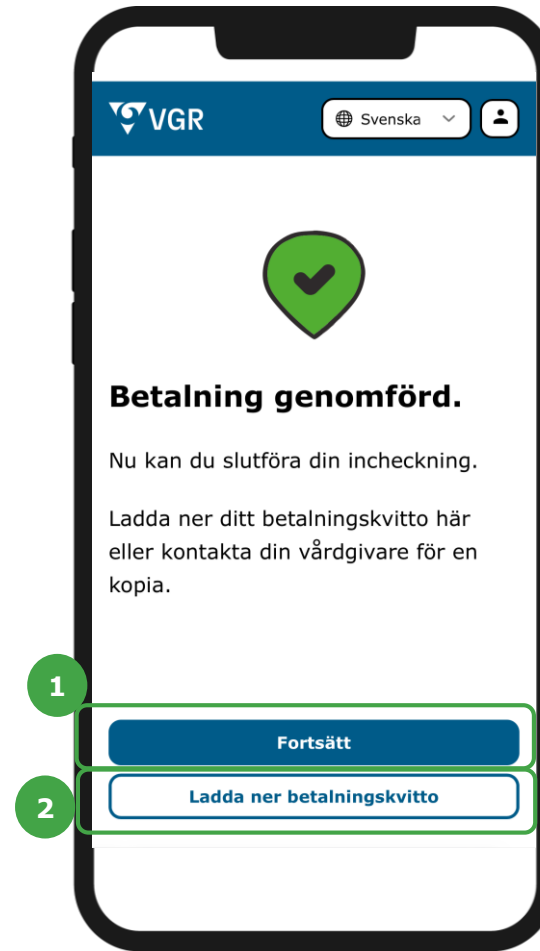 VGR
Svenska
Betalning genomförd.
Nu kan du slutföra din incheckning.
Ladda ner ditt betalningskvitto här
eller kontakta din vårdgivare för en
kopia.
1
Fortsätt
2
Ladda ner betalningskvitto